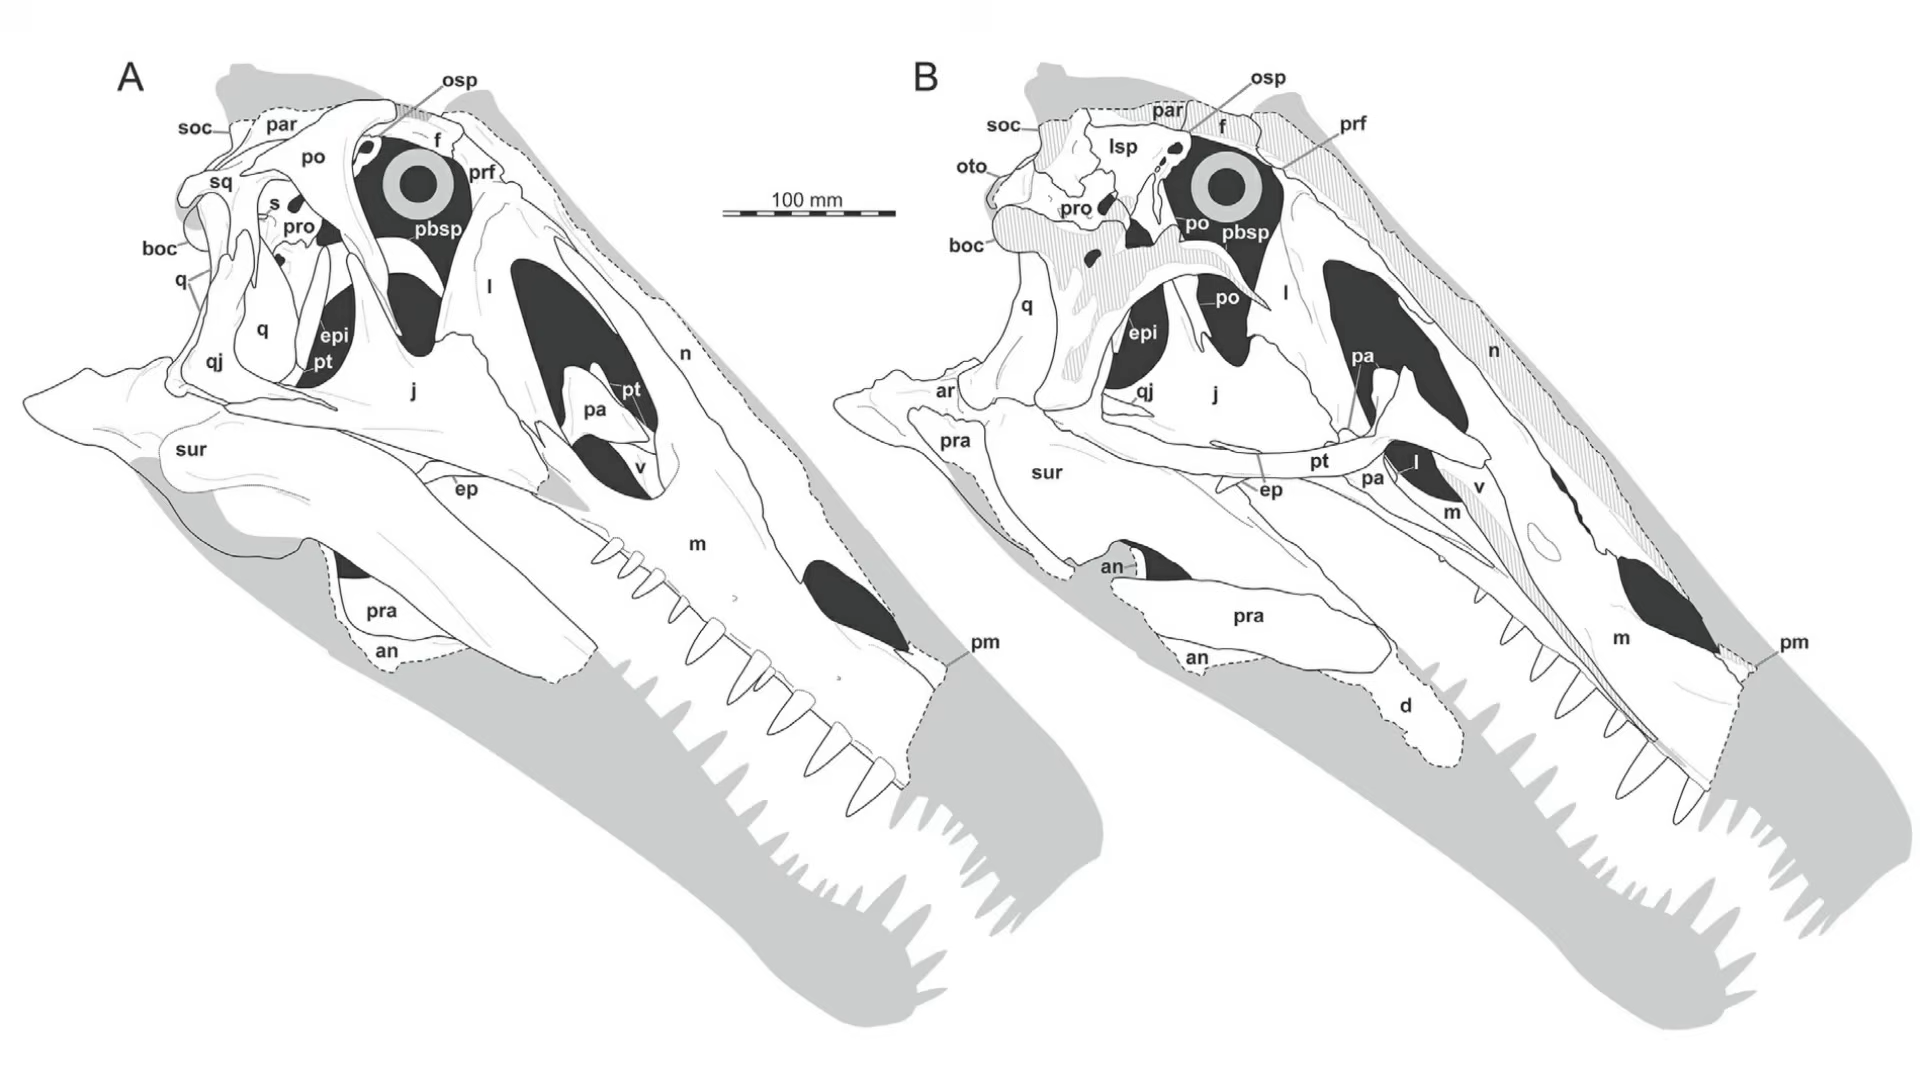 A
osp
soc
par
f
po
prf
sq
s
pro
pbsp
boc
q
l
q
epi
qj
pt
n
j
pt
pa
sur
v
ep
m
pra
an
pm
100 mm
B
osp
par
soc
f
prf
lsp
oto
pro
po
pbsp
boc
l
q
po
epi
n
pa
ar
qj
j
pra
sur
pt
l
pa
v
ep
m
an
pra
m
pm
an
d